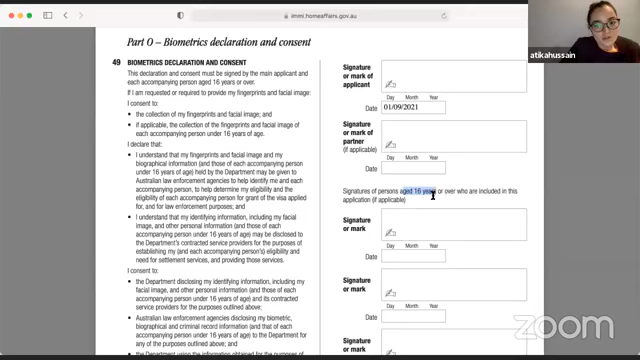 immi.homeaffairs.gov.au
atikahussain
Part O – Biometrics declaration and consent
49 BIOMETRICS DECLARATION AND CONSENT
This declaration and consent must be signed by the main applicant and
each accompanying person aged 16 years or over.
If I am requested or required to provide my fingerprints and facial image:
I consent to:
• the collection of my fingerprints and facial image; and
• if applicable, the collection of the fingerprints and facial image of
each accompanying person under 16 years of age.
I declare that:
• I understand that my fingerprints and facial image and my
biographical information (and those of each accompanying person
under 16 years of age) held by the Department may be given to
Australian law enforcement agencies to help identify me and each
accompanying person, to help determine my eligibility and the
eligibility of each accompanying person for grant of the visa applied
for, and for law enforcement purposes; and
• I understand that my identifying information, including my facial
image, and other personal information (and those of each
accompanying person under 16 years of age) may be disclosed to
the Department's contracted service providers for the purposes of
establishing my (and each accompanying person's) eligibility and
need for settlement services, and providing those services.
I consent to:
• the Department disclosing my identifying information, including my
facial image, and other personal information (and those of each
accompanying person under 16 years of age) and its contracted
service providers for the purposes outlined above;
• Australian law enforcement agencies disclosing my biometric,
biographical and criminal record information (and that of each
accompanying person under 16 years of age) to the Department for
any of the purposes outlined above; and
• the Department using the information obtained for the purposes of
Signature
or mark of
applicant
Day Month Year
Date 01/09/2021
Signature
or mark of
partner
(if applicable)
Day Month Year
Date
Signatures of persons aged 16 years or over who are included in this
application (if applicable)
Signature
or mark
Day Month Year
Date
Signature
or mark
Day Month Year
Date
Signature
or mark
zoom